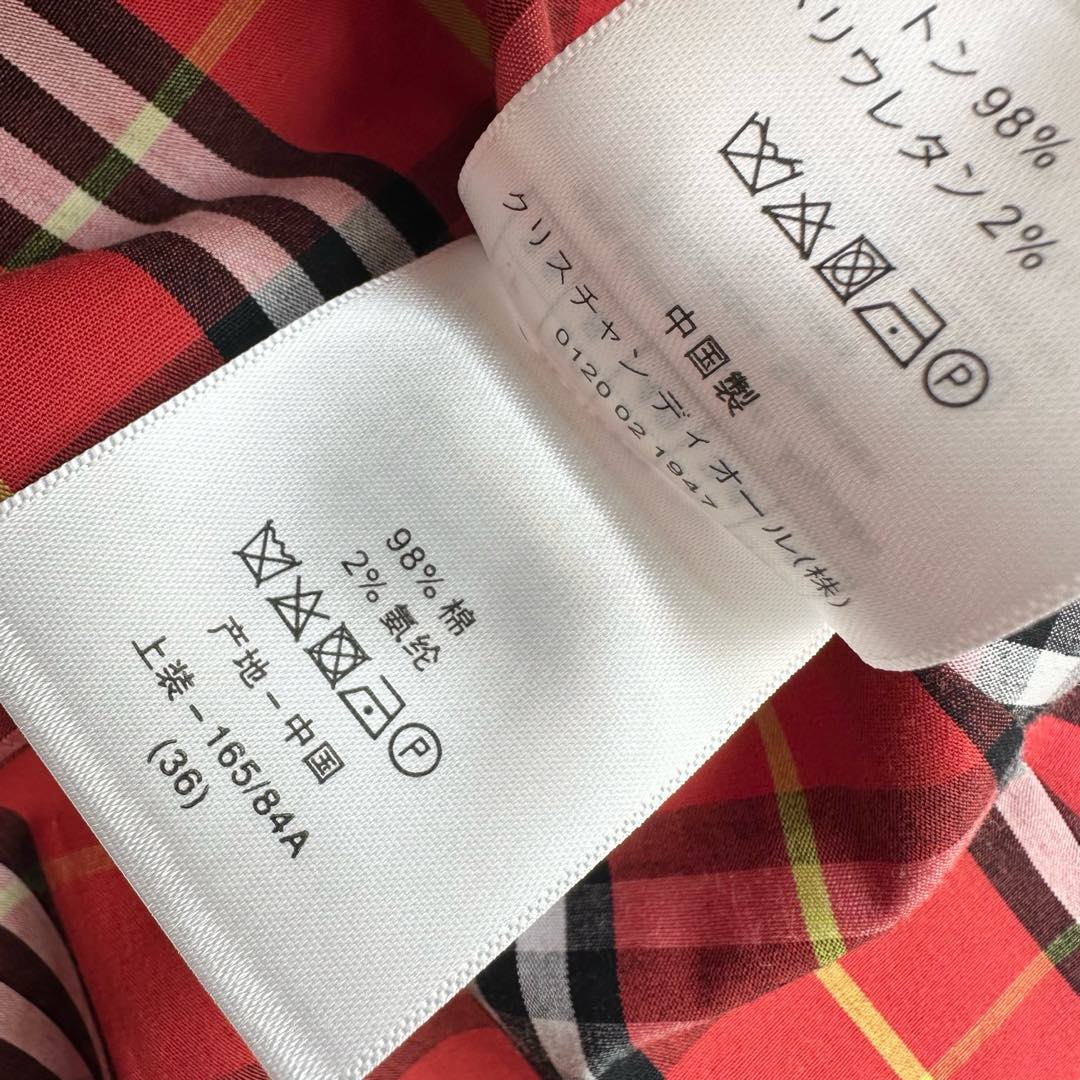 トン 98%
リウレタン 2%
中国製
クリスチャン ディオール(株)
0120 02 1947
98% 棉
2% 氨纶
P
产地 - 中国
上装 - 165/84A
(36)